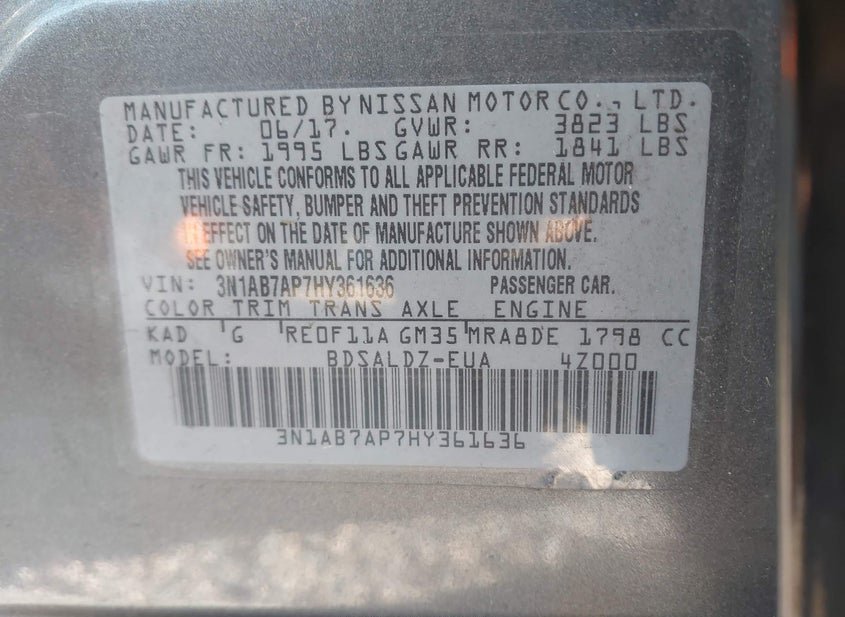 MANUFACTURED BY NISSAN MOTOR CO., LTD.
DATE: 06/17. GVWR: 3823 LBS
GAWR FR: 1995 LBS GAWR RR: 1841 LBS
THIS VEHICLE CONFORMS TO ALL APPLICABLE FEDERAL MOTOR
VEHICLE SAFETY, BUMPER AND THEFT PREVENTION STANDARDS
IN EFFECT ON THE DATE OF MANUFACTURE SHOWN ABOVE.
SEE OWNER'S MANUAL FOR ADDITIONAL INFORMATION.
VIN: 3N1AB7AP7HY361636 PASSENGER CAR.
COLOR TRIM TRANS AXLE ENGINE
KAD G RE0F11A GM35 MRA8DE 1798 CC
MODEL: BDSALDZ-EUA 4Z000
3N1AB7AP7HY361636